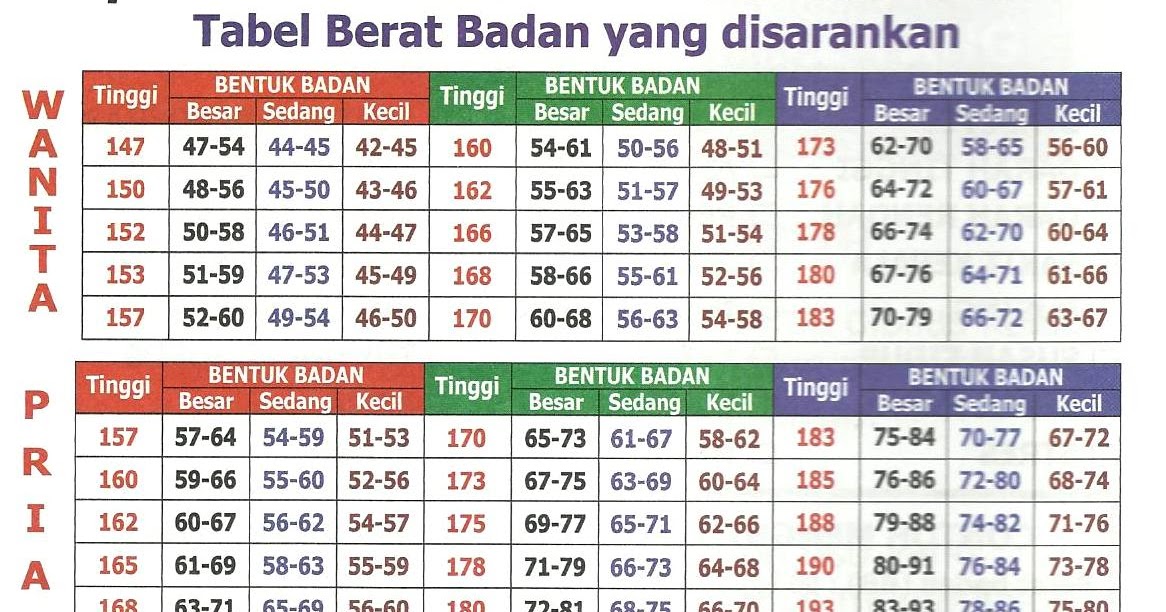 Tabel Berat Badan yang disarankan
WANITA
Tinggi BENTUK BADAN Tinggi BENTUK BADAN Tinggi BENTUK BADAN
Besar Sedang Kecil Besar Sedang Kecil Besar Sedang Kecil
147 47-54 44-45 42-45 160 54-61 50-56 48-51 173 62-70 58-65 56-60
150 48-56 45-50 43-46 162 55-63 51-57 49-53 176 64-72 60-67 57-61
152 50-58 46-51 44-47 166 57-65 53-58 51-54 178 66-74 62-70 60-64
153 51-59 47-53 45-49 168 58-66 55-61 52-56 180 67-76 64-71 61-66
157 52-60 49-54 46-50 170 60-68 56-63 54-58 183 70-79 66-72 63-67
PRIA
Tinggi BENTUK BADAN Tinggi BENTUK BADAN Tinggi BENTUK BADAN
Besar Sedang Kecil Besar Sedang Kecil Besar Sedang Kecil
157 57-64 54-59 51-53 170 65-73 61-67 58-62 183 75-84 70-77 67-72
160 59-66 55-60 52-56 173 67-75 63-69 60-64 185 76-86 72-80 68-74
162 60-67 56-62 54-57 175 69-77 65-71 62-66 188 79-88 74-82 71-76
165 61-69 58-63 55-59 178 71-79 66-73 64-68 190 80-91 76-84 73-78
168 63-71 65-69 56-60 180 72-81 68-75 66-70 193 83-93 78-86 75-80